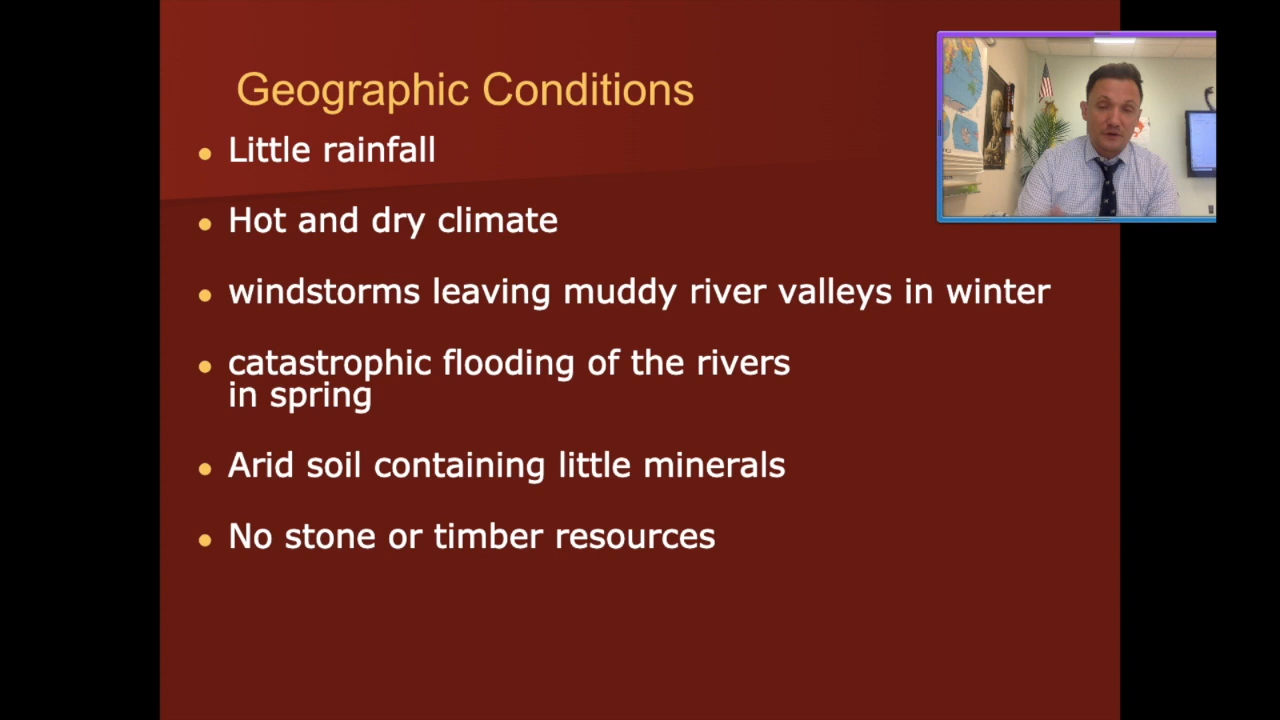 Geographic Conditions
Little rainfall
Hot and dry climate
windstorms leaving muddy river valleys in winter
catastrophic flooding of the rivers
in spring
Arid soil containing little minerals
No stone or timber resources